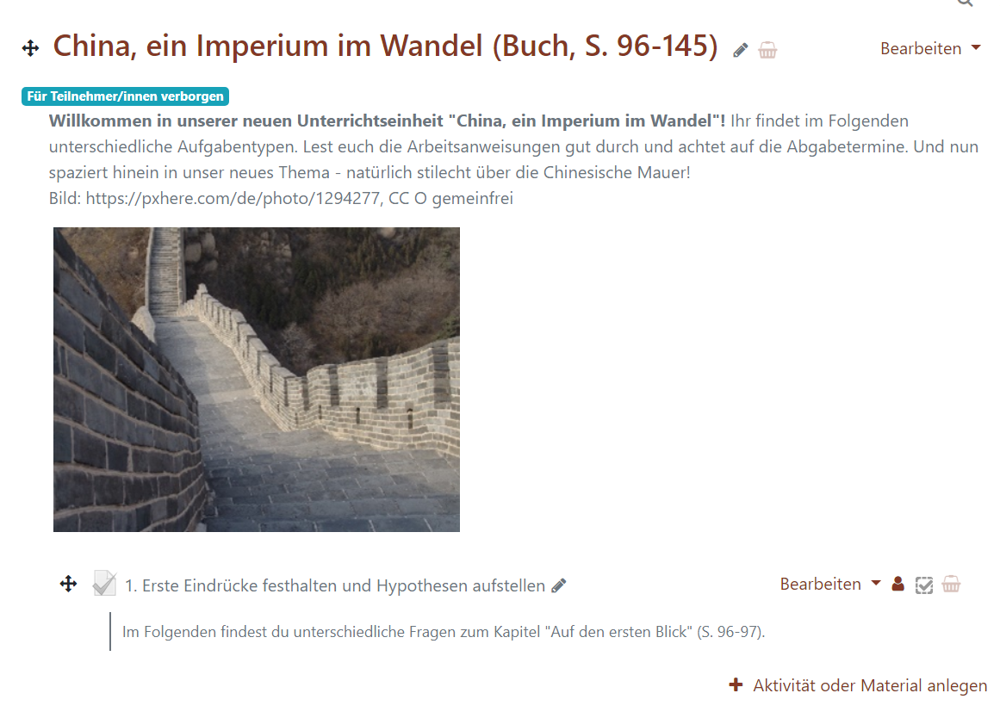 China, ein Imperium im Wandel (Buch, S. 96-145)
Bearbeiten
Für Teilnehmer/innen verborgen
Willkommen in unserer neuen Unterrichtseinheit "China, ein Imperium im Wandel"! Ihr findet im Folgenden
unterschiedliche Aufgabentypen. Lest euch die Arbeitsanweisungen gut durch und achtet auf die Abgabetermine. Und nun
spaziert hinein in unser neues Thema - natürlich stilecht über die Chinesische Mauer!
Bild: https://pxhere.com/de/photo/1294277, CC O gemeinfrei
1. Erste Eindrücke festhalten und Hypothesen aufstellen
Bearbeiten
Im Folgenden findest du unterschiedliche Fragen zum Kapitel "Auf den ersten Blick" (S. 96-97).
Aktivität oder Material anlegen